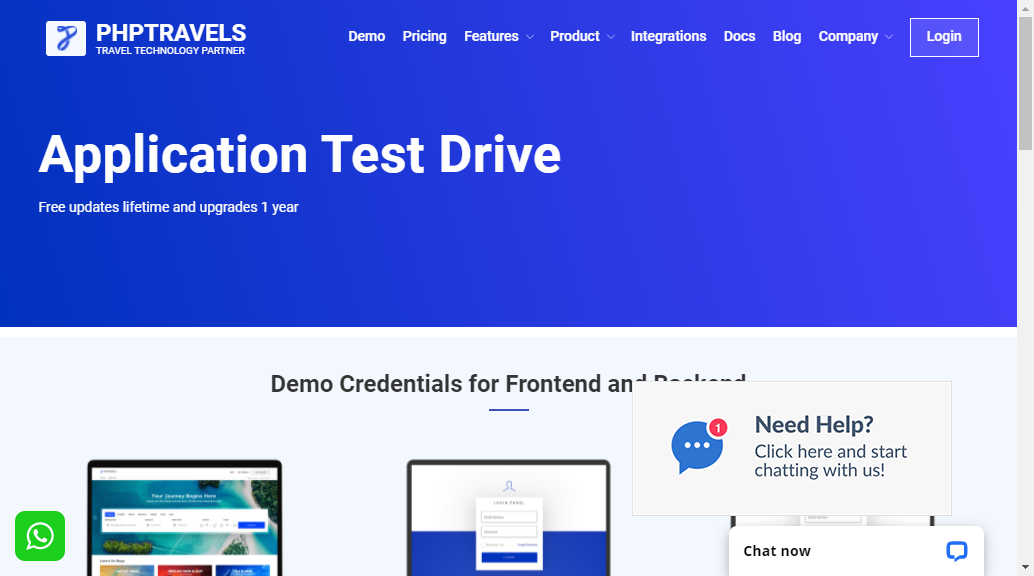 PHPTRAVELS
TRAVEL TECHNOLOGY PARTNER
Demo
Pricing
Features
Product
Integrations
Docs
Blog
Company
Login
Application Test Drive
Free updates lifetime and upgrades 1 year
Demo Credentials for Frontend and Backend
1
Need Help?
Click here and start
chatting with us!
Your Journey Begins Here
LOGIN PANEL
Chat now